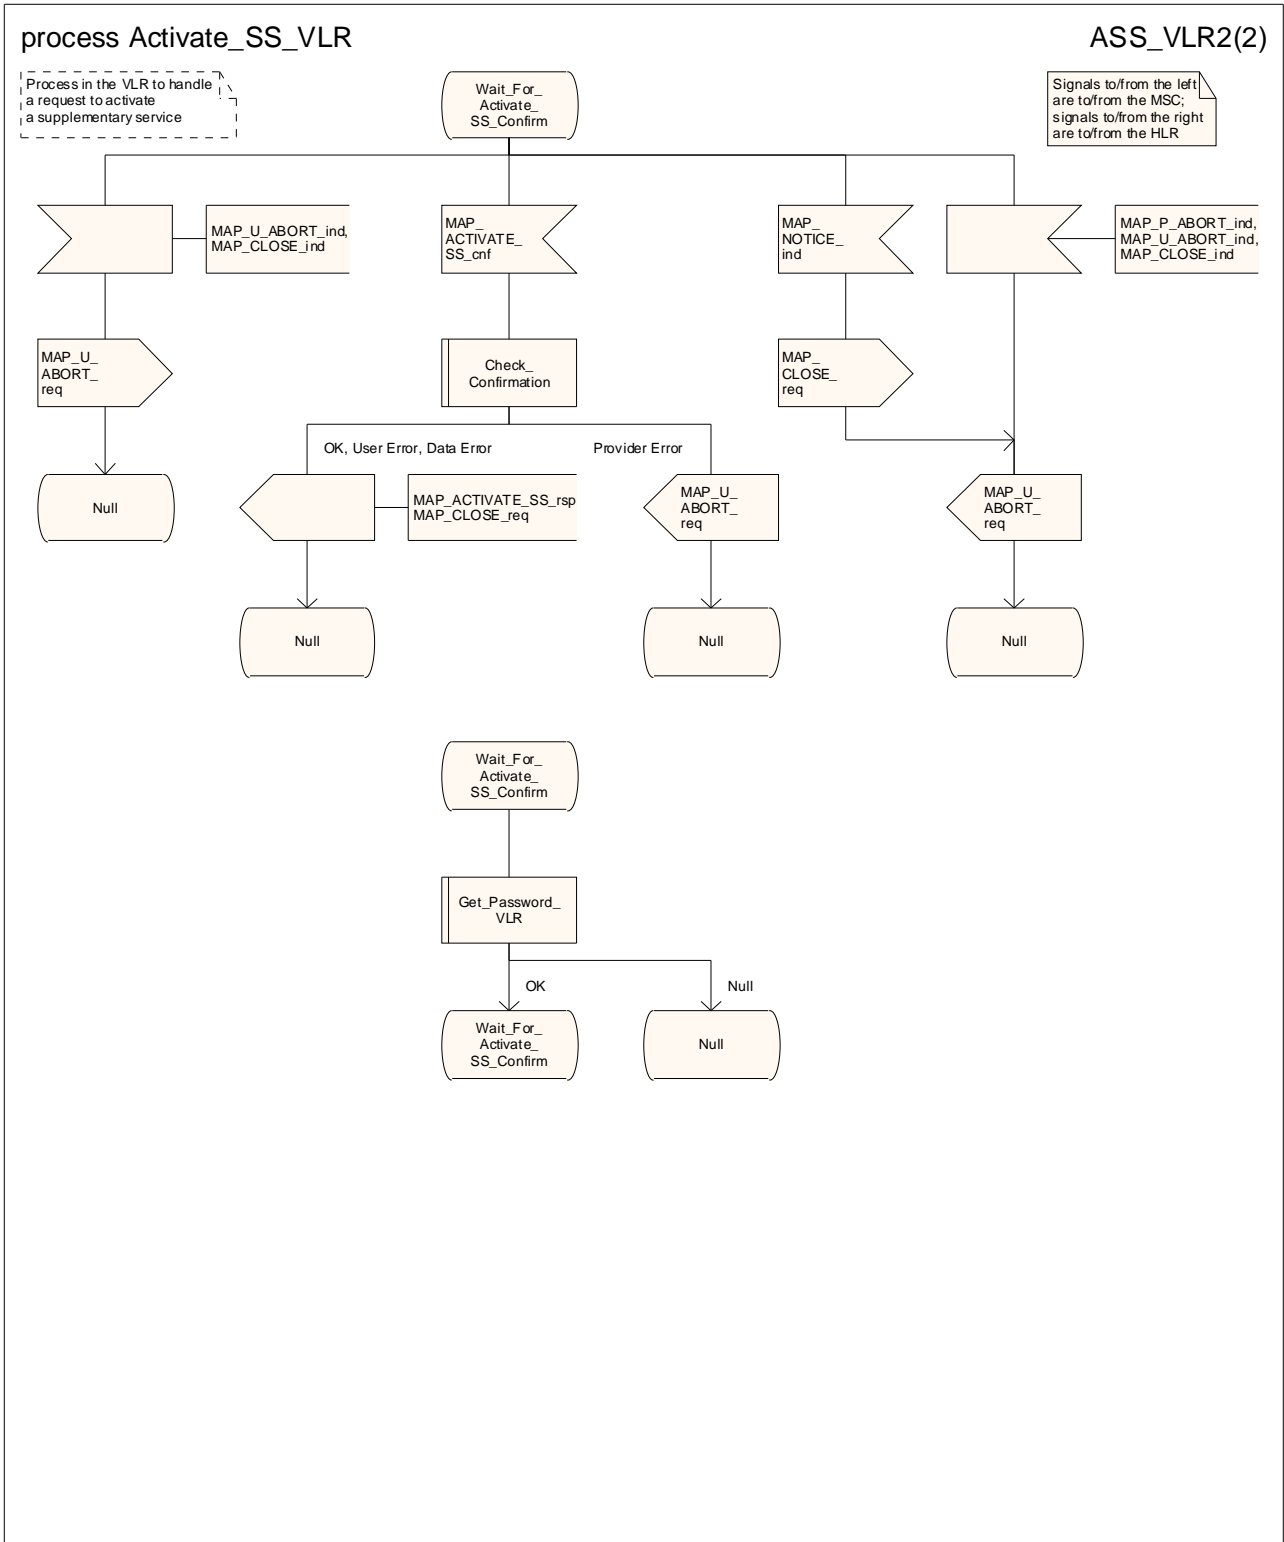 process Activate_SS_VLR
ASS_VLR2(2)
Process in the VLR to handle
a request to activate
a supplementary service
Wait_For_
Activate_
SS_Confirm
Signals to/from the left
are to/from the MSC;
signals to/from the right
are to/from the HLR
MAP_U_ABORT_ind,
MAP_CLOSE_ind
MAP_
ACTIVATE_
SS_cnf
MAP_
NOTICE_
ind
MAP_P_ABORT_ind,
MAP_U_ABORT_ind,
MAP_CLOSE_ind
MAP_U_
ABORT_
req
Check_
Confirmation
MAP_
CLOSE_
req
OK, User Error, Data Error
Provider Error
Null
MAP_ACTIVATE_SS_rsp
MAP_CLOSE_req
MAP_U_
ABORT_
req
MAP_U_
ABORT_
req
Null
Null
Null
Wait_For_
Activate_
SS_Confirm
Get_Password_
VLR
OK
Null
Wait_For_
Activate_
SS_Confirm
Null